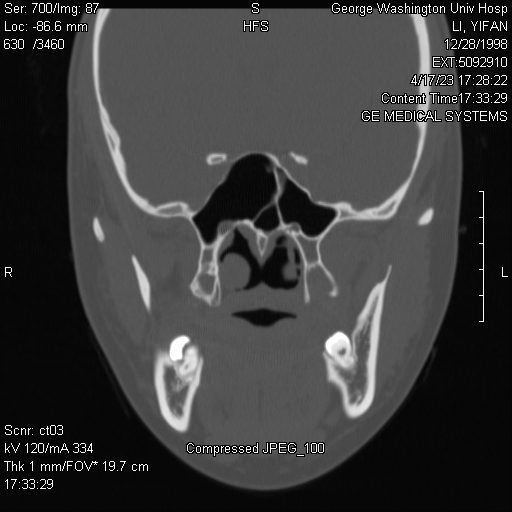 Ser: 700/Img: 87
Loc: -86.6 mm
630 /3460
S
HFS
George Washington Univ Hosp
LI, YIFAN
12/28/1998
EXT:5092910
4/17/23 17:28:22
Content Time17:33:29
GE MEDICAL SYSTEMS
R
L
Scnr: ct03
kV 120/mA 334
Thk 1 mm/FOV* 19.7 cm
17:33:29
Compressed JPEG_100